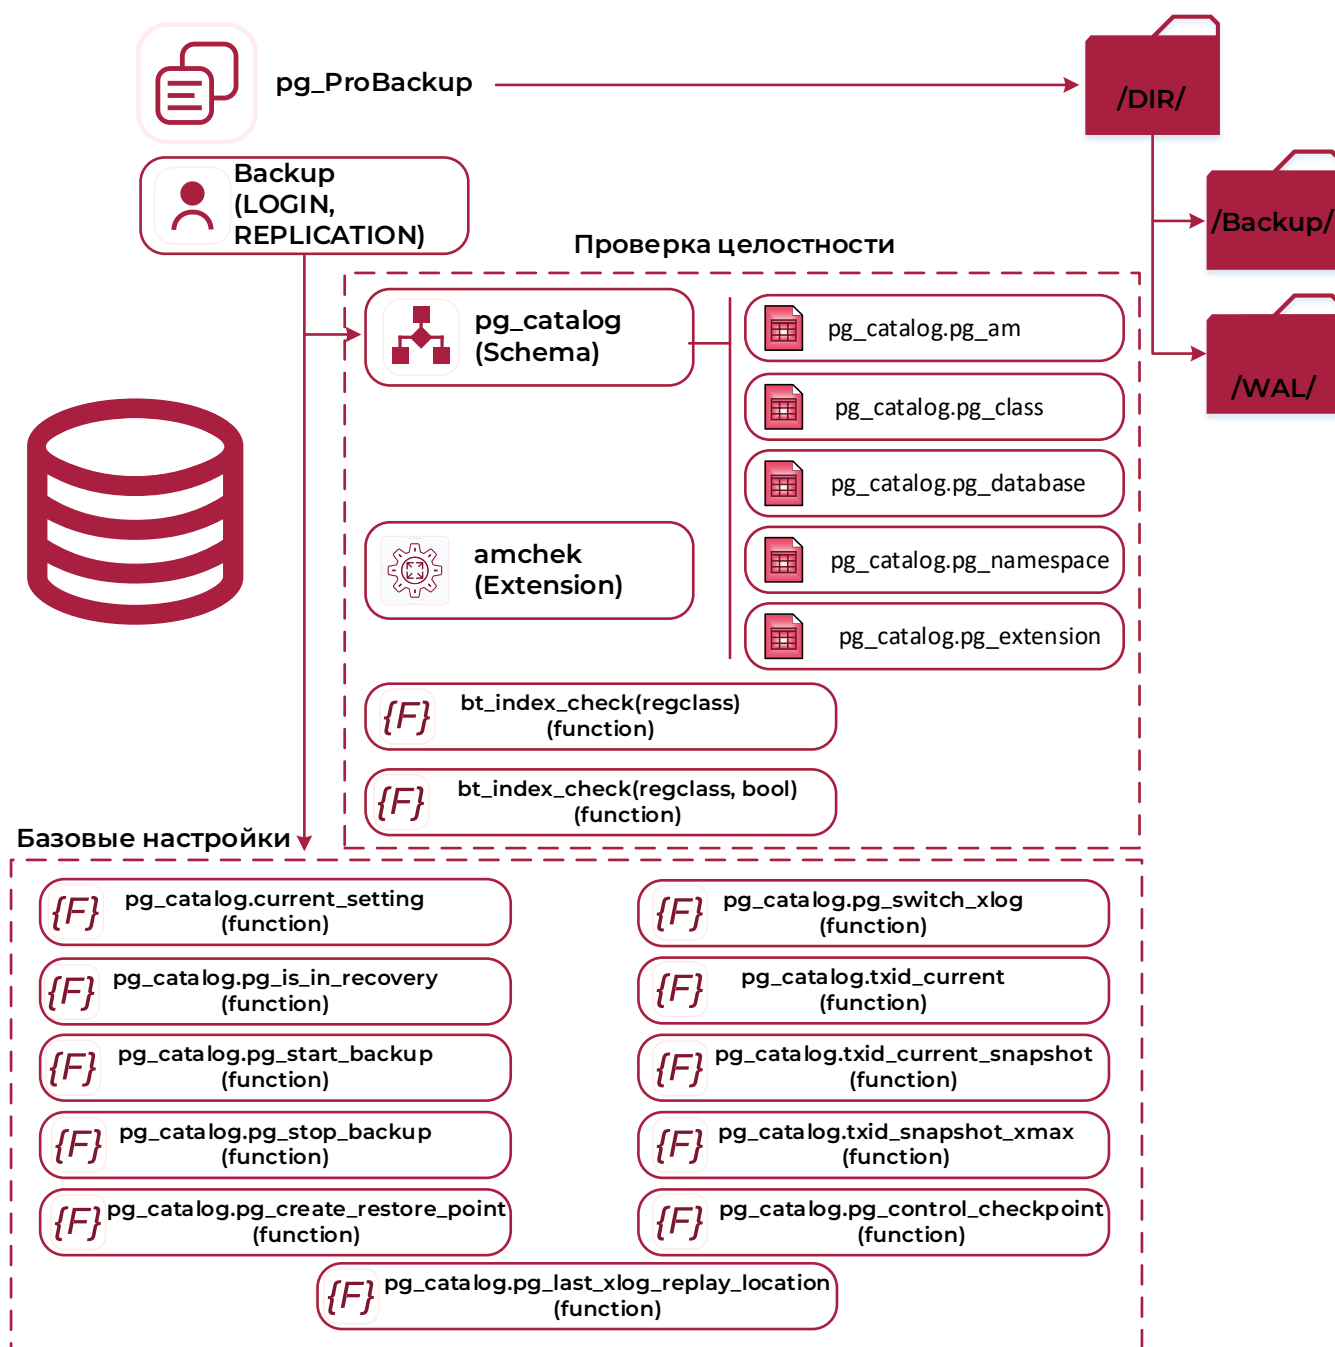 pg_ProBackup
/DIR/
Backup
(LOGIN,
REPLICATION)
/Backup/
/WAL/
Проверка целостности
pg_catalog
(Schema)
pg_catalog.pg_am
pg_catalog.pg_class
pg_catalog.pg_database
pg_catalog.pg_namespace
pg_catalog.pg_extension
amchek
(Extension)
{F}
bt_index_check(regclass)
(function)
{F}
bt_index_check(regclass, bool)
(function)
Базовые настройки
{F}
pg_catalog.current_setting
(function)
{F}
pg_catalog.pg_switch_xlog
(function)
{F}
pg_catalog.pg_is_in_recovery
(function)
{F}
pg_catalog.txid_current
(function)
{F}
pg_catalog.pg_start_backup
(function)
{F}
pg_catalog.txid_current_snapshot
(function)
{F}
pg_catalog.pg_stop_backup
(function)
{F}
pg_catalog.txid_snapshot_xmax
(function)
{F}
pg_catalog.pg_create_restore_point
(function)
{F}
pg_catalog.pg_control_checkpoint
(function)
{F}
pg_catalog.pg_last_xlog_replay_location
(function)